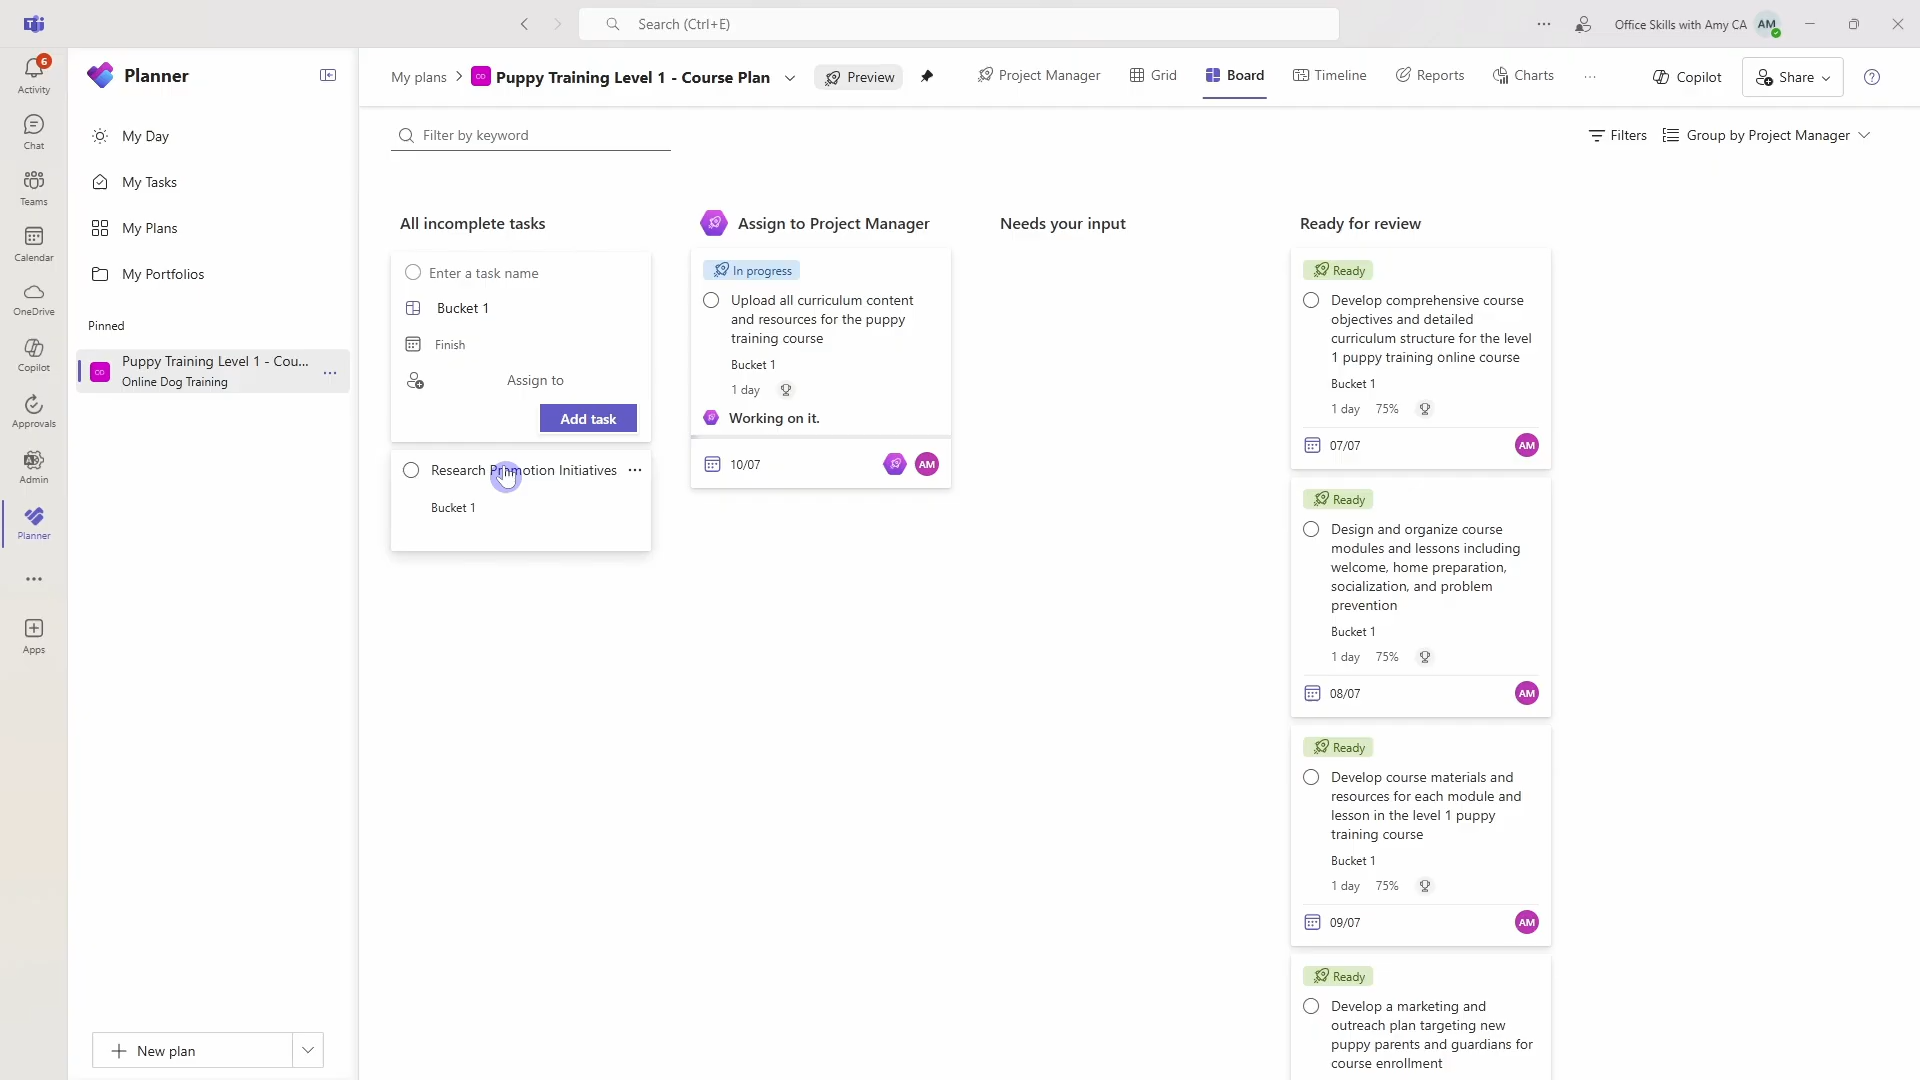 Search (Ctrl+E)
Office Skills with Amy CA
AM
6
Activity
Chat
Teams
Calendar
OneDrive
Copilot
Approvals
Admin
Planner
Apps
Planner
My Day
My Tasks
My Plans
My Portfolios
Pinned
CD
Puppy Training Level 1 - Cou...
Online Dog Training
New plan
My plans
CD
Puppy Training Level 1 - Course Plan
Preview
Project Manager
Grid
Board
Timeline
Reports
Charts
Copilot
Share
Filter by keyword
Filters
Group by Project Manager
All incomplete tasks
Enter a task name
Bucket 1
Finish
Assign to
Add task
Research Promotion Initiatives
Bucket 1
Assign to Project Manager
In progress
Upload all curriculum content
and resources for the puppy
training course
Bucket 1
1 day
Working on it.
10/07
AM
Needs your input
Ready for review
Ready
Develop comprehensive course
objectives and detailed
curriculum structure for the level
1 puppy training online course
Bucket 1
1 day 75%
07/07
AM
Ready
Design and organize course
modules and lessons including
welcome, home preparation,
socialization, and problem
prevention
Bucket 1
1 day 75%
08/07
AM
Ready
Develop course materials and
resources for each module and
lesson in the level 1 puppy
training course
Bucket 1
1 day 75%
09/07
AM
Ready
Develop a marketing and
outreach plan targeting new
puppy parents and guardians for
course enrollment